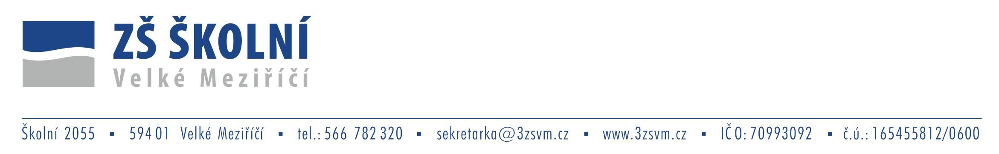 ZŠ ŠKOLNÍ
Velké Meziříčí
Školní 2055 ▪ 594 01 Velké Meziříčí ▪ tel.: 566 782 320 ▪ sekretarka@3zsvm.cz ▪ www.3zsvm.cz ▪ IČO: 70993092 ▪ č.ú.: 165455812/0600